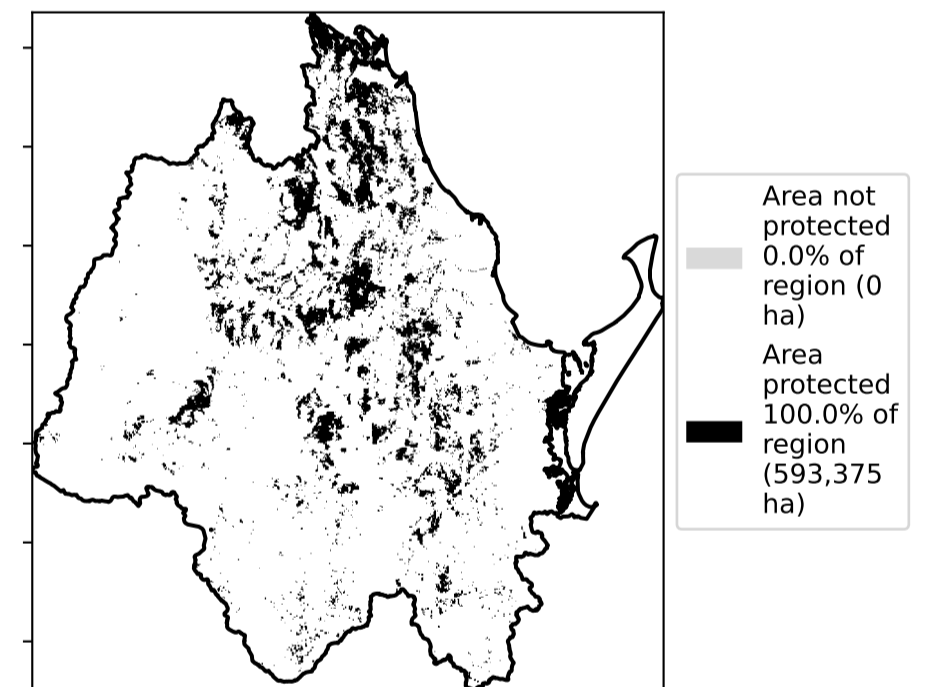 Area not
protected
0.0% of
region (0
ha)
Area
protected
100.0% of
region
(593,375
ha)